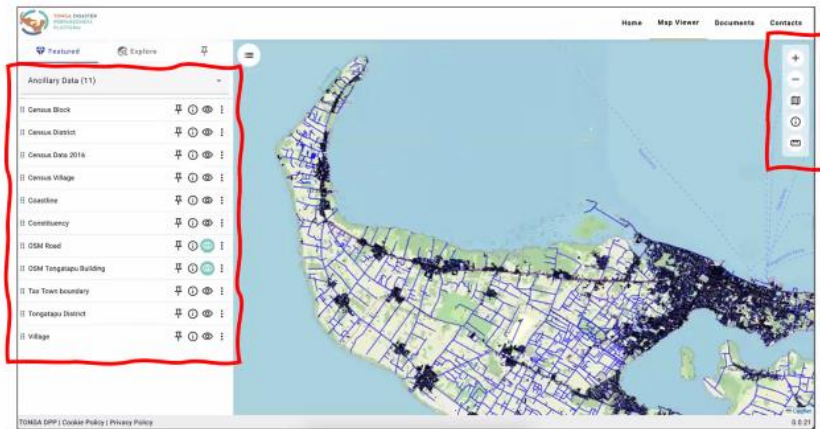 TONGA DISASTER
PREPAREDNESS
PLATFORM
Home Map Viewer Documents Contacts
Featured Explore
Ancillary Data (11)
Census Block
Census District
Census Data 2016
Census Village
Coastline
Constituency
OSM Road
OSM Tongatapu Building
Tax Town boundary
Tongatapu District
Village
Leaflet
TONGA DPP | Cookie Policy | Privacy Policy
0.0.21